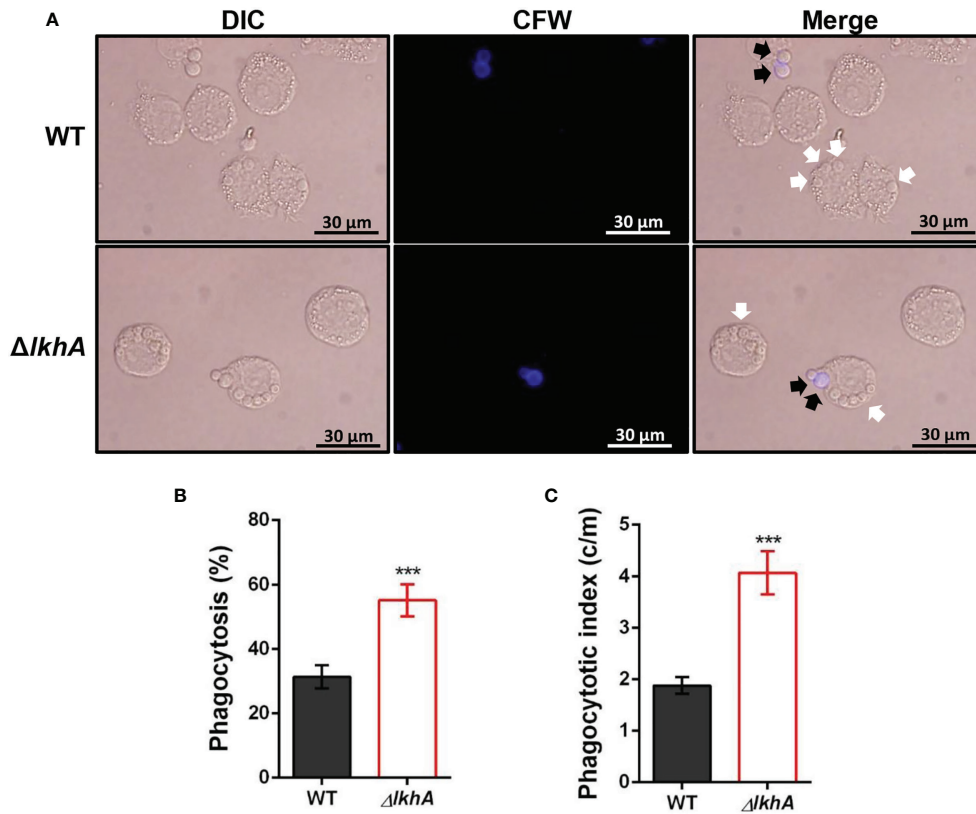 A
DIC CFW Merge
WT
30 µm 30 µm 30 µm
ΔlkhA
30 µm 30 µm 30 µm
B
Phagocytosis (%)
80
60
40
20
0
***
WT ΔlkhA
C
Phagocytotic index (c/m)
5
4
3
2
1
0
***
WT ΔlkhA